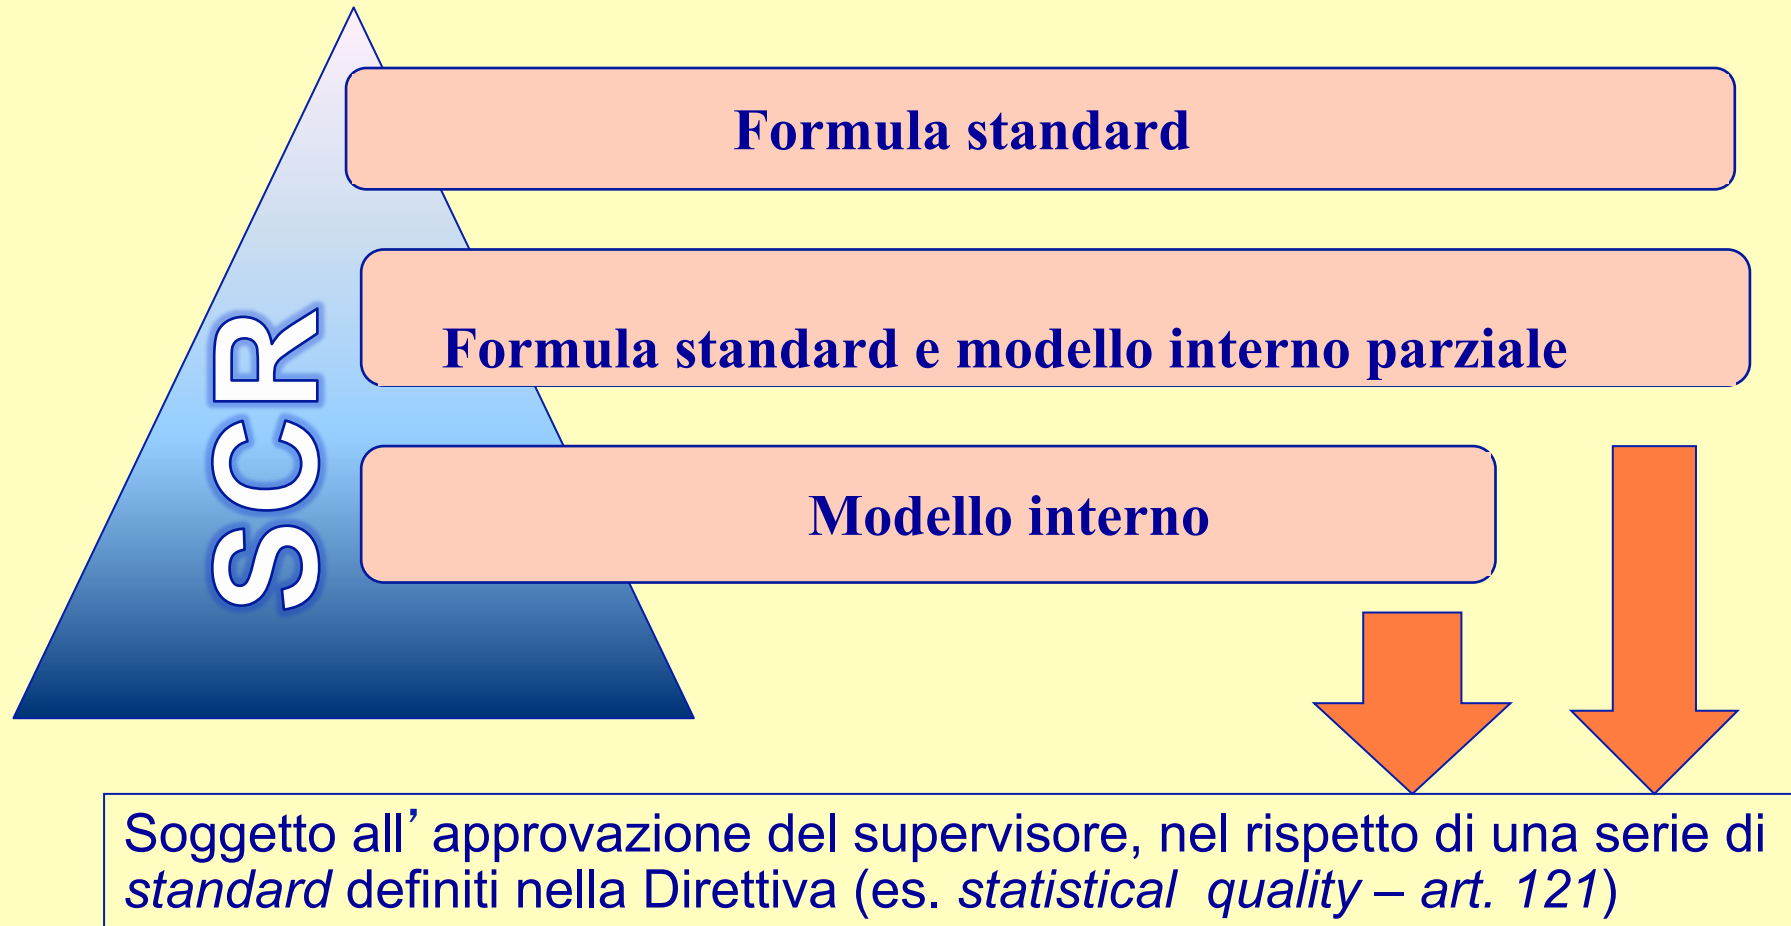 Formula standard
Formula standard e modello interno parziale
SCR
Modello interno
Soggetto all’approvazione del supervisore, nel rispetto di una serie di
standard definiti nella Direttiva (es. statistical quality – art. 121)